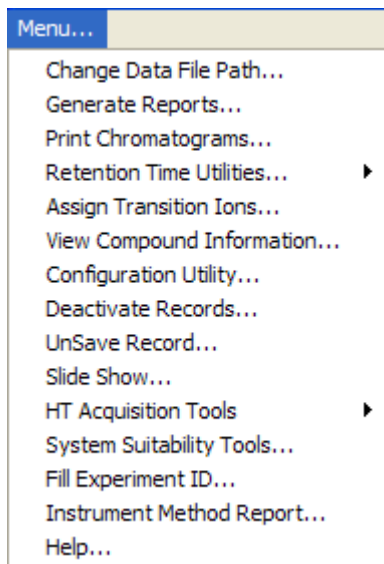 Menu...
Change Data File Path...
Generate Reports...
Print Chromatograms...
Retention Time Utilities...
Assign Transition Ions...
View Compound Information...
Configuration Utility...
Deactivate Records...
UnSave Record...
Slide Show...
HT Acquisition Tools
System Suitability Tools...
Fill Experiment ID...
Instrument Method Report...
Help...